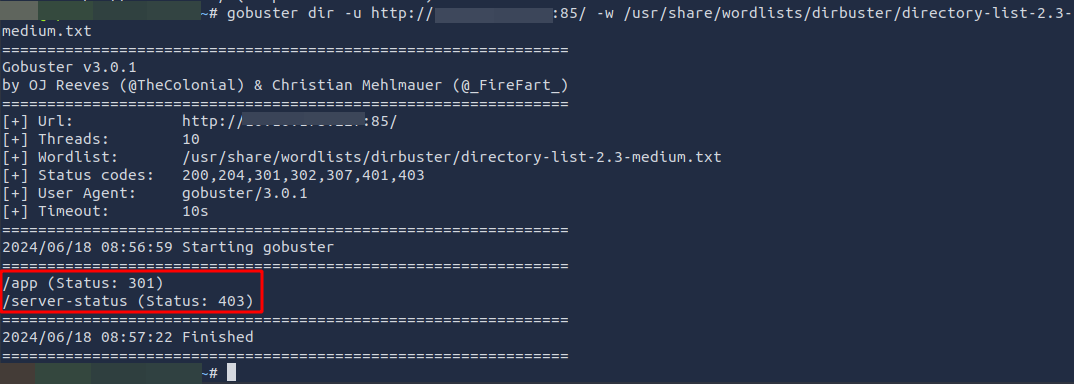 ~# gobuster dir -u http:// :85/ -w /usr/share/wordlists/dirbuster/directory-list-2.3-
medium.txt
===============================================================
Gobuster v3.0.1
by OJ Reeves (@TheColonial) & Christian Mehlmauer (@_FireFart_)
===============================================================
[+] Url:            http:// :85/
[+] Threads:        10
[+] Wordlist:       /usr/share/wordlists/dirbuster/directory-list-2.3-medium.txt
[+] Status codes:   200,204,301,302,307,401,403
[+] User Agent:     gobuster/3.0.1
[+] Timeout:        10s
===============================================================
2024/06/18 08:56:59 Starting gobuster
===============================================================
/app (Status: 301)
/server-status (Status: 403)
===============================================================
2024/06/18 08:57:22 Finished
===============================================================
~#